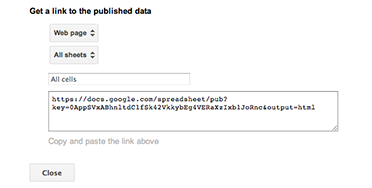 Get a link to the published data
Web page
All sheets
All cells
https://docs.google.com/spreadsheet/pub?
key=0AppSVxABhnltdC1fSk42VkkybEg4VERaXzIxblJoRnc&output=html
Copy and paste the link above
Close